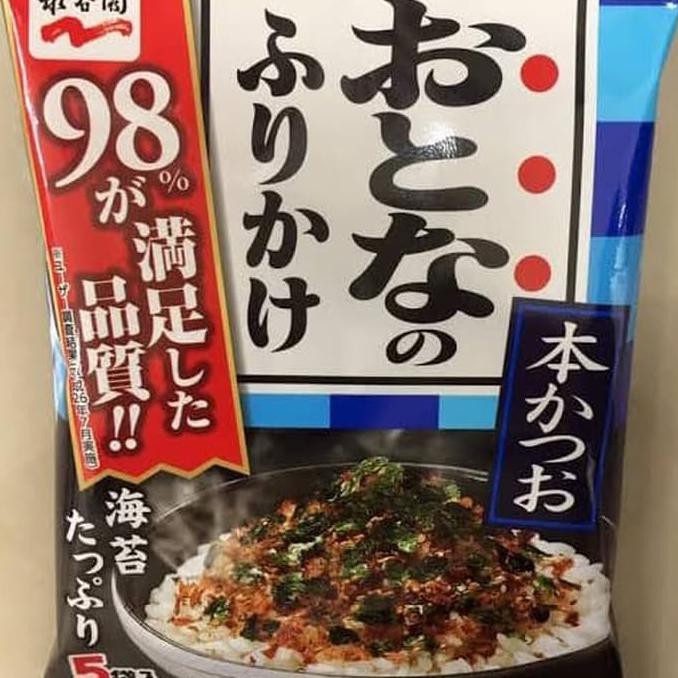 永谷園
おとなの
ふりかけ
本かつお
98%が
満足した
品質!!
海苔
たっぷり
5袋入